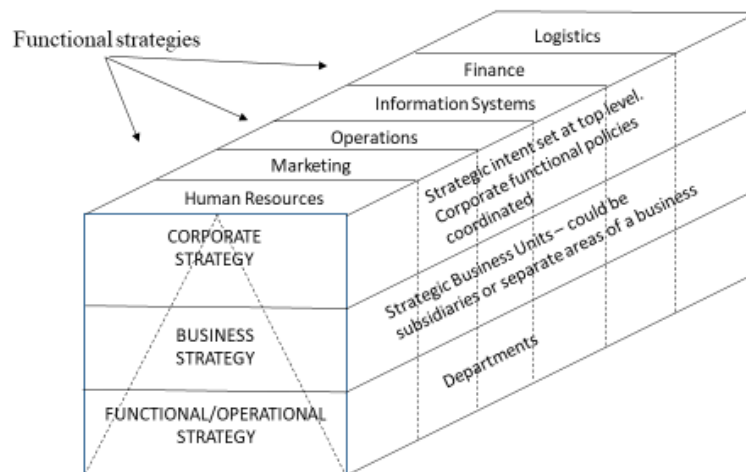 Functional strategies
Logistics
Finance
Information Systems
Operations
Marketing
Human Resources
CORPORATE
STRATEGY
BUSINESS
STRATEGY
FUNCTIONAL/OPERATIONAL
STRATEGY
Strategic intent set at top level.
Corporate functional policies
coordinated
Strategic Business Units – could be
subsidiaries or separate areas of a business
Departments